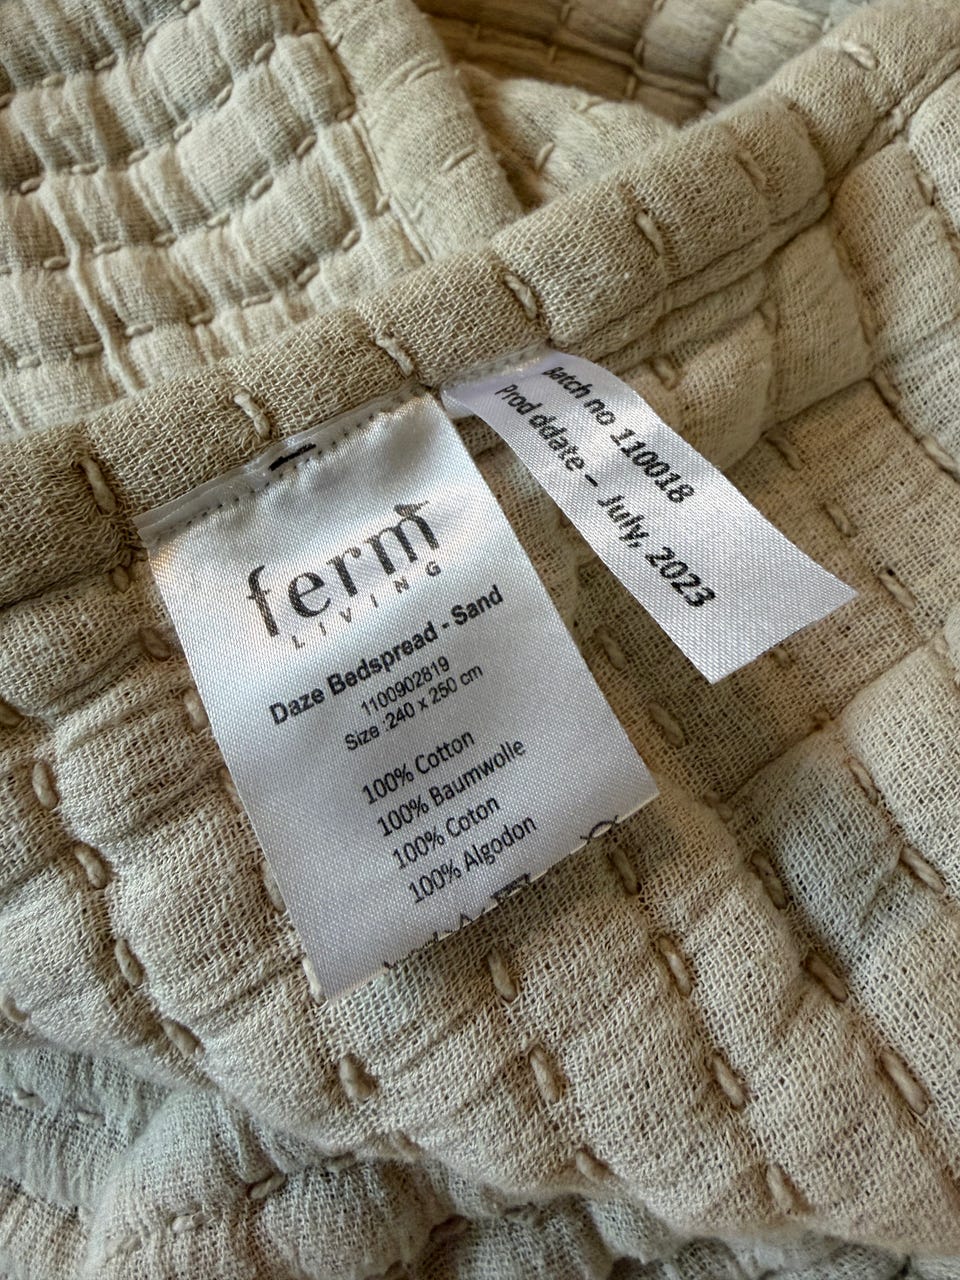 ferm
LIVING
Daze Bedspread - Sand
1100902819
Size :240 x 250 cm
100% Cotton
100% Baumwolle
100% Coton
100% Algodon
Batch no 110018
Prod ddate – July, 2023